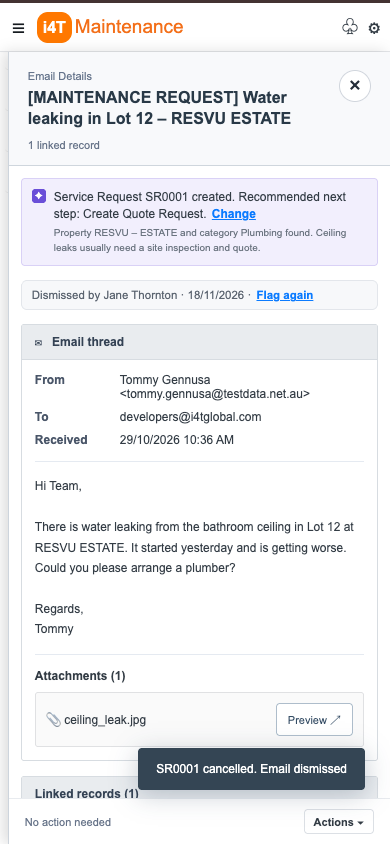 i4T Maintenance
Email Details
[MAINTENANCE REQUEST] Water
leaking in Lot 12 – RESVU ESTATE
1 linked record
Service Request SR0001 created. Recommended next
step: Create Quote Request. Change
Property RESVU – ESTATE and category Plumbing found. Ceiling
leaks usually need a site inspection and quote.
Dismissed by Jane Thornton · 18/11/2026 · Flag again
Email thread
From Tommy Gennusa
<tommy.gennusa@testdata.net.au>
To developers@i4tglobal.com
Received 29/10/2026 10:36 AM
Hi Team,
There is water leaking from the bathroom ceiling in Lot 12 at
RESVU ESTATE. It started yesterday and is getting worse.
Could you please arrange a plumber?
Regards,
Tommy
Attachments (1)
ceiling_leak.jpg Preview
SR0001 cancelled. Email dismissed
Linked records (1)
No action needed Actions